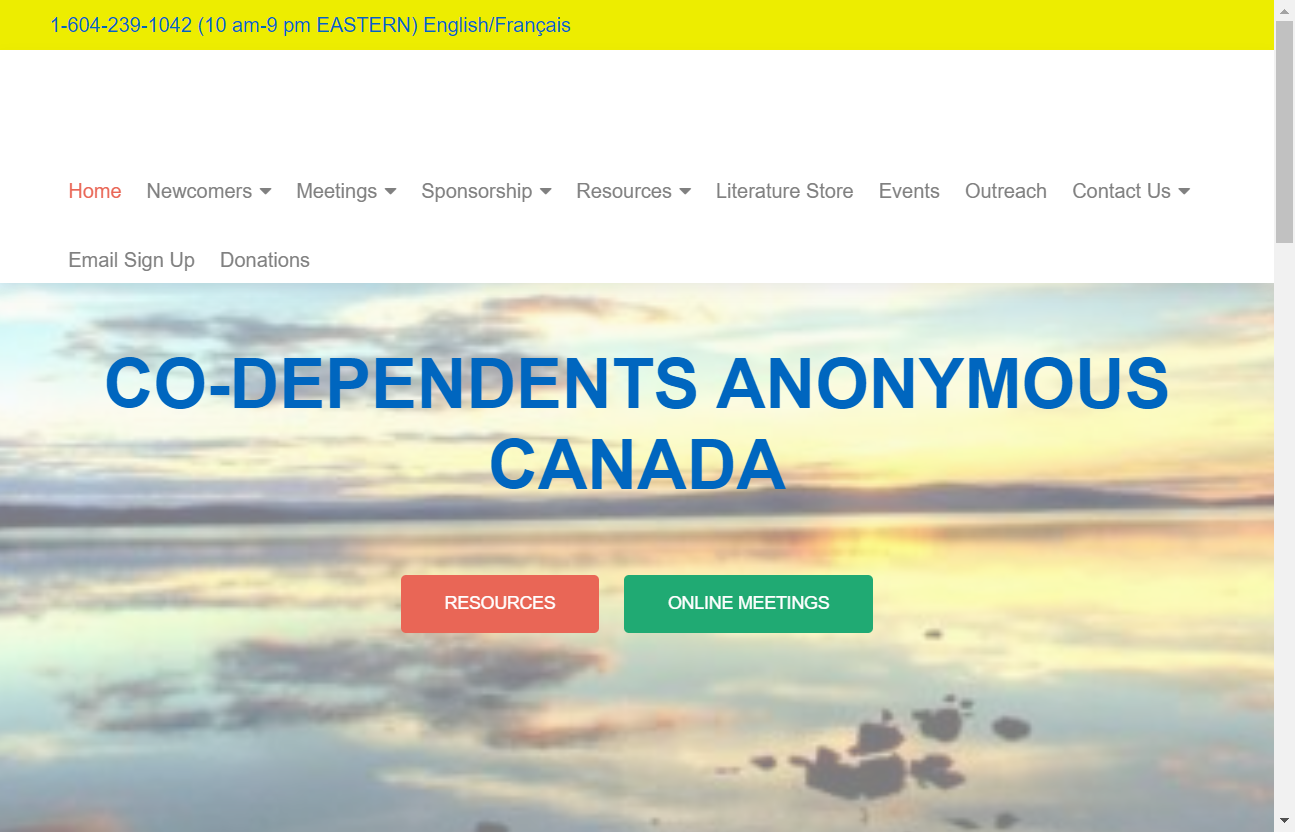 1-604-239-1042 (10 am-9 pm EASTERN) English/Français
Home Newcomers Meetings Sponsorship Resources Literature Store Events Outreach Contact Us
Email Sign Up Donations
CO-DEPENDENTS ANONYMOUS
CANADA
RESOURCES ONLINE MEETINGS